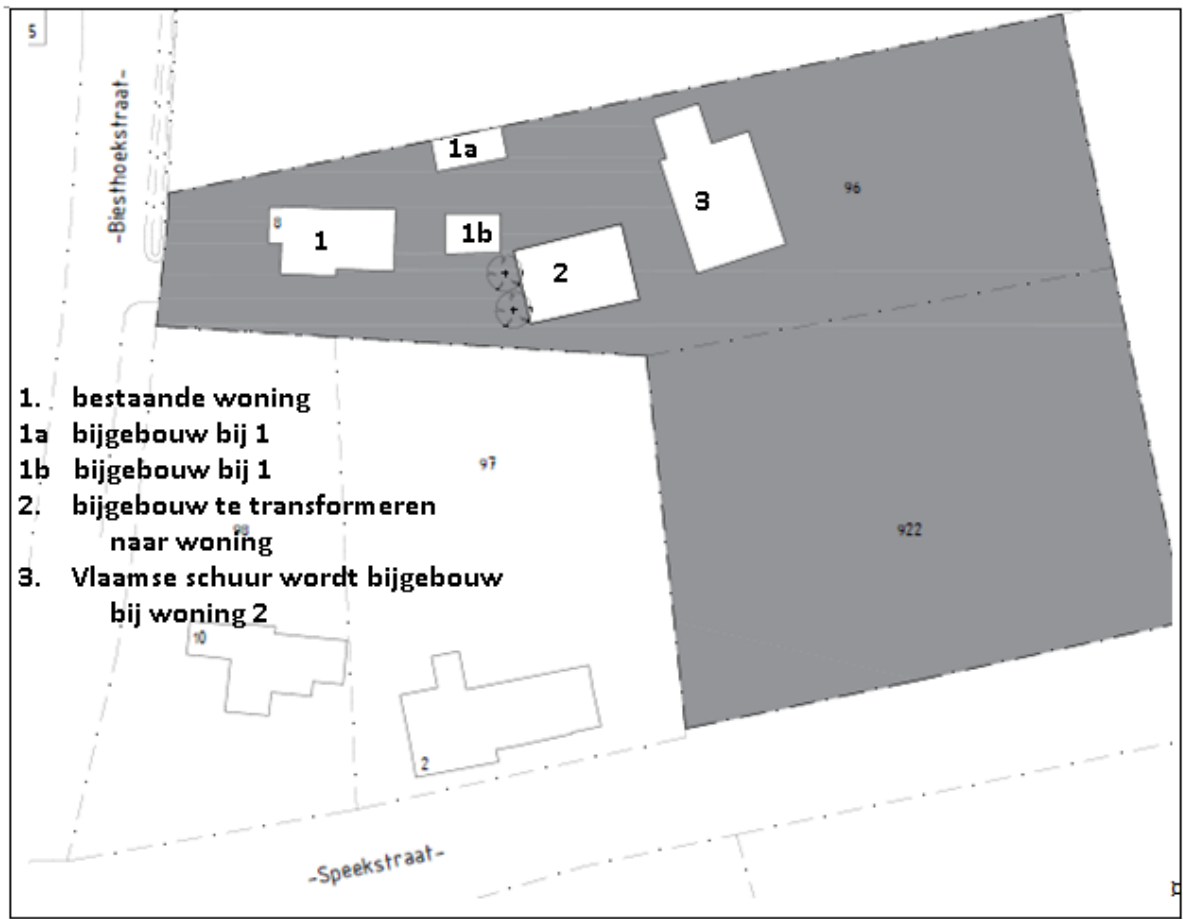 5
-Biesthoekstraat-
1a
96
8
1
1b
3
2
1. bestaande woning
1a bijgebouw bij 1
1b bijgebouw bij 1
2. bijgebouw te transformeren
naar woning
3. Vlaamse schuur wordt bijgebouw
bij woning 2
97
98
922
10
2
-Speekstraat-